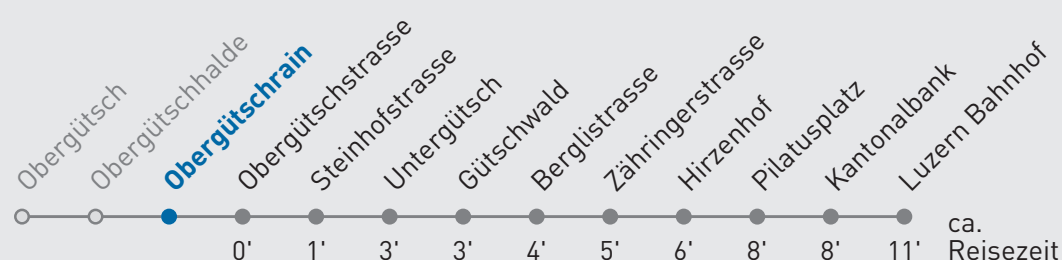 Obergütsch
Obergütschhalde
Obergütschrain
Obergütschstrasse
Steinhofstrasse
Untergütsch
Gütschwald
Berglistrasse
Zähringerstrasse
Hirzenhof
Pilatusplatz
Kantonalbank
Luzern Bahnhof
0' 1' 3' 3' 4' 5' 6' 8' 8' 11'
ca.
Reisezeit